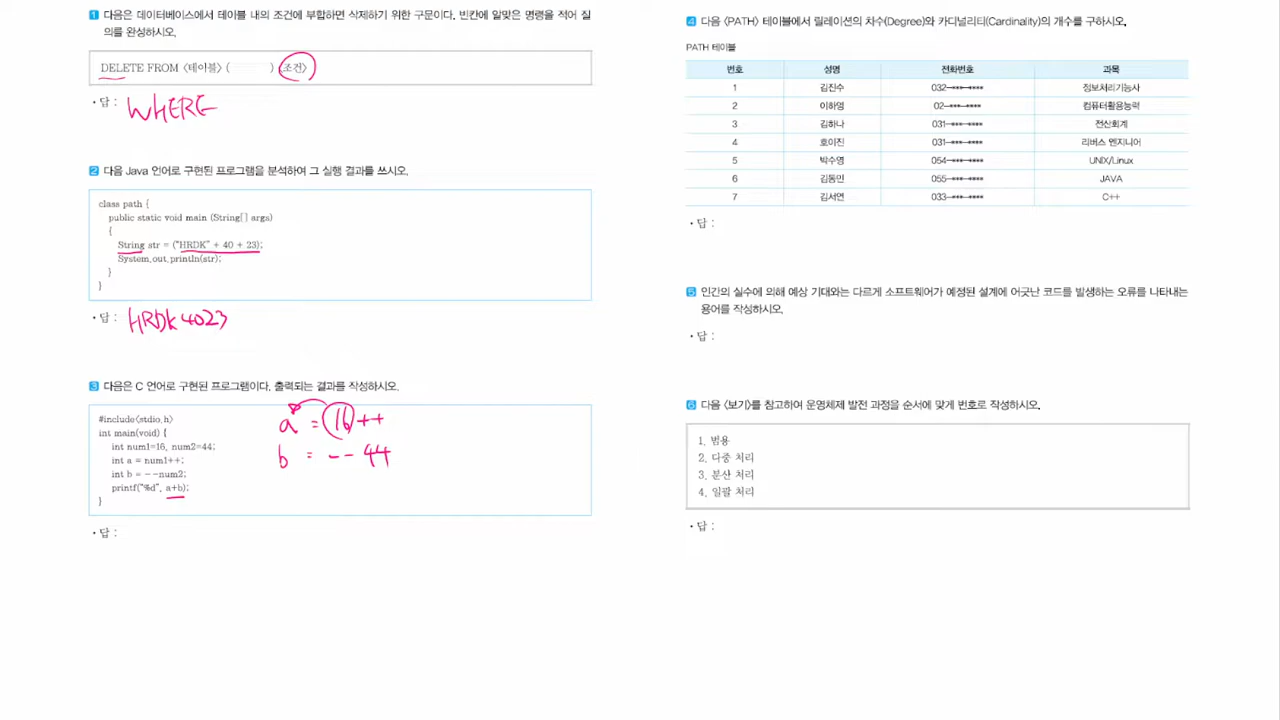 1 다음은 데이터베이스에서 테이블 내의 조건에 부합하면 삭제하기 위한 구문이다. 빈칸에 알맞은 명령을 적어 질
의를 완성하시오.
DELETE FROM 〈테이블〉 (          ) 〈조건〉
• 답 : WHERE
2 다음 Java 언어로 구현된 프로그램을 분석하여 그 실행 결과를 쓰시오.
class path {
public static void main (String[] args)
{
String str = ("HRDK" + 40 + 23);
System.out.println(str);
}
}
• 답 : HRDK4023
3 다음은 C 언어로 구현된 프로그램이다. 출력되는 결과를 작성하시오.
#include<stdio.h>
int main(void) {
int num1=16, num2=44;
int a = num1++;
int b = --num2;
printf("%d", a+b);
}
a = 16++
b = --44
• 답 :
4 다음 〈PATH〉 테이블에서 릴레이션의 차수(Degree)와 카디널리티(Cardinality)의 개수를 구하시오.
PATH 테이블
번호 성명 전화번호 과목
1 김진수 032-***-**** 정보처리기능사
2 이하영 02-***-**** 컴퓨터활용능력
3 김하나 031-***-**** 전산회계
4 호이진 031-***-**** 리버스 엔지니어
5 박수영 054-***-**** UNIX/Linux
6 김동민 055-***-**** JAVA
7 김서연 033-***-**** C++
• 답 :
5 인간의 실수에 의해 예상 기대와는 다르게 소프트웨어가 예정된 설계에 어긋난 코드를 발생하는 오류를 나타내는
용어를 작성하시오.
• 답 :
6 다음 〈보기〉를 참고하여 운영체제 발전 과정을 순서에 맞게 번호로 작성하시오.
1. 범용
2. 다중 처리
3. 분산 처리
4. 일괄 처리
• 답 :